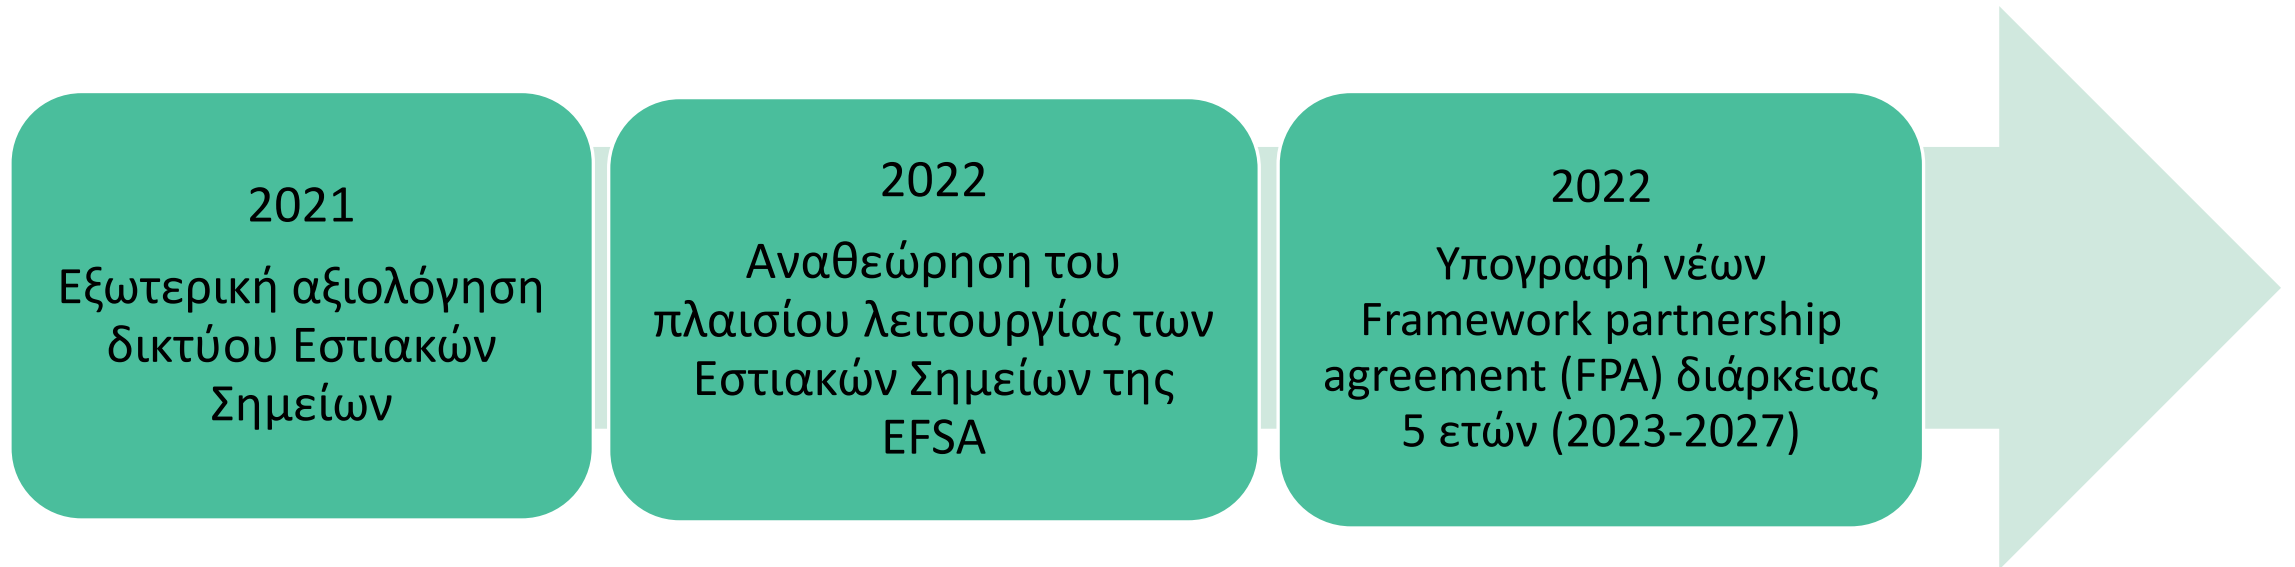 2021
Εξωτερική αξιολόγηση
δικτύου Εστιακών
Σημείων
2022
Αναθεώρηση του
πλαισίου λειτουργίας των
Εστιακών Σημείων της
EFSA
2022
Υπογραφή νέων
Framework partnership
agreement (FPA) διάρκειας
5 ετών (2023-2027)